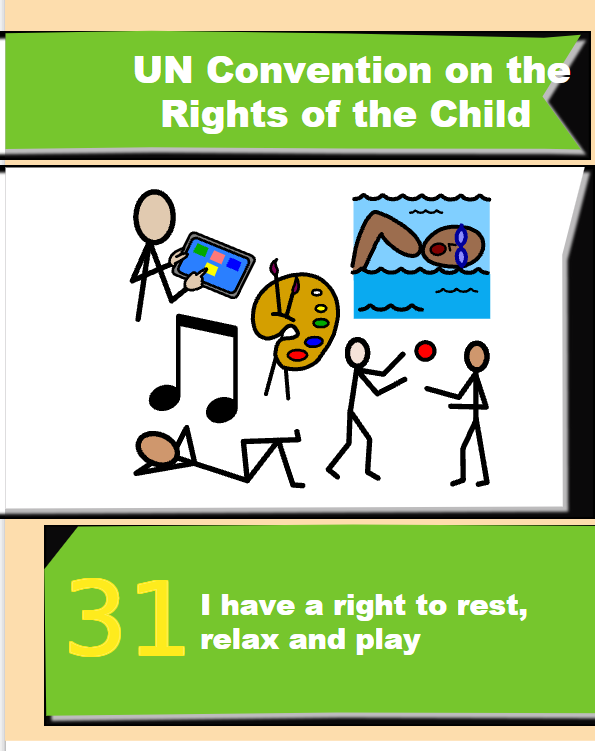 UN Convention on the
Rights of the Child
31
I have a right to rest,
relax and play